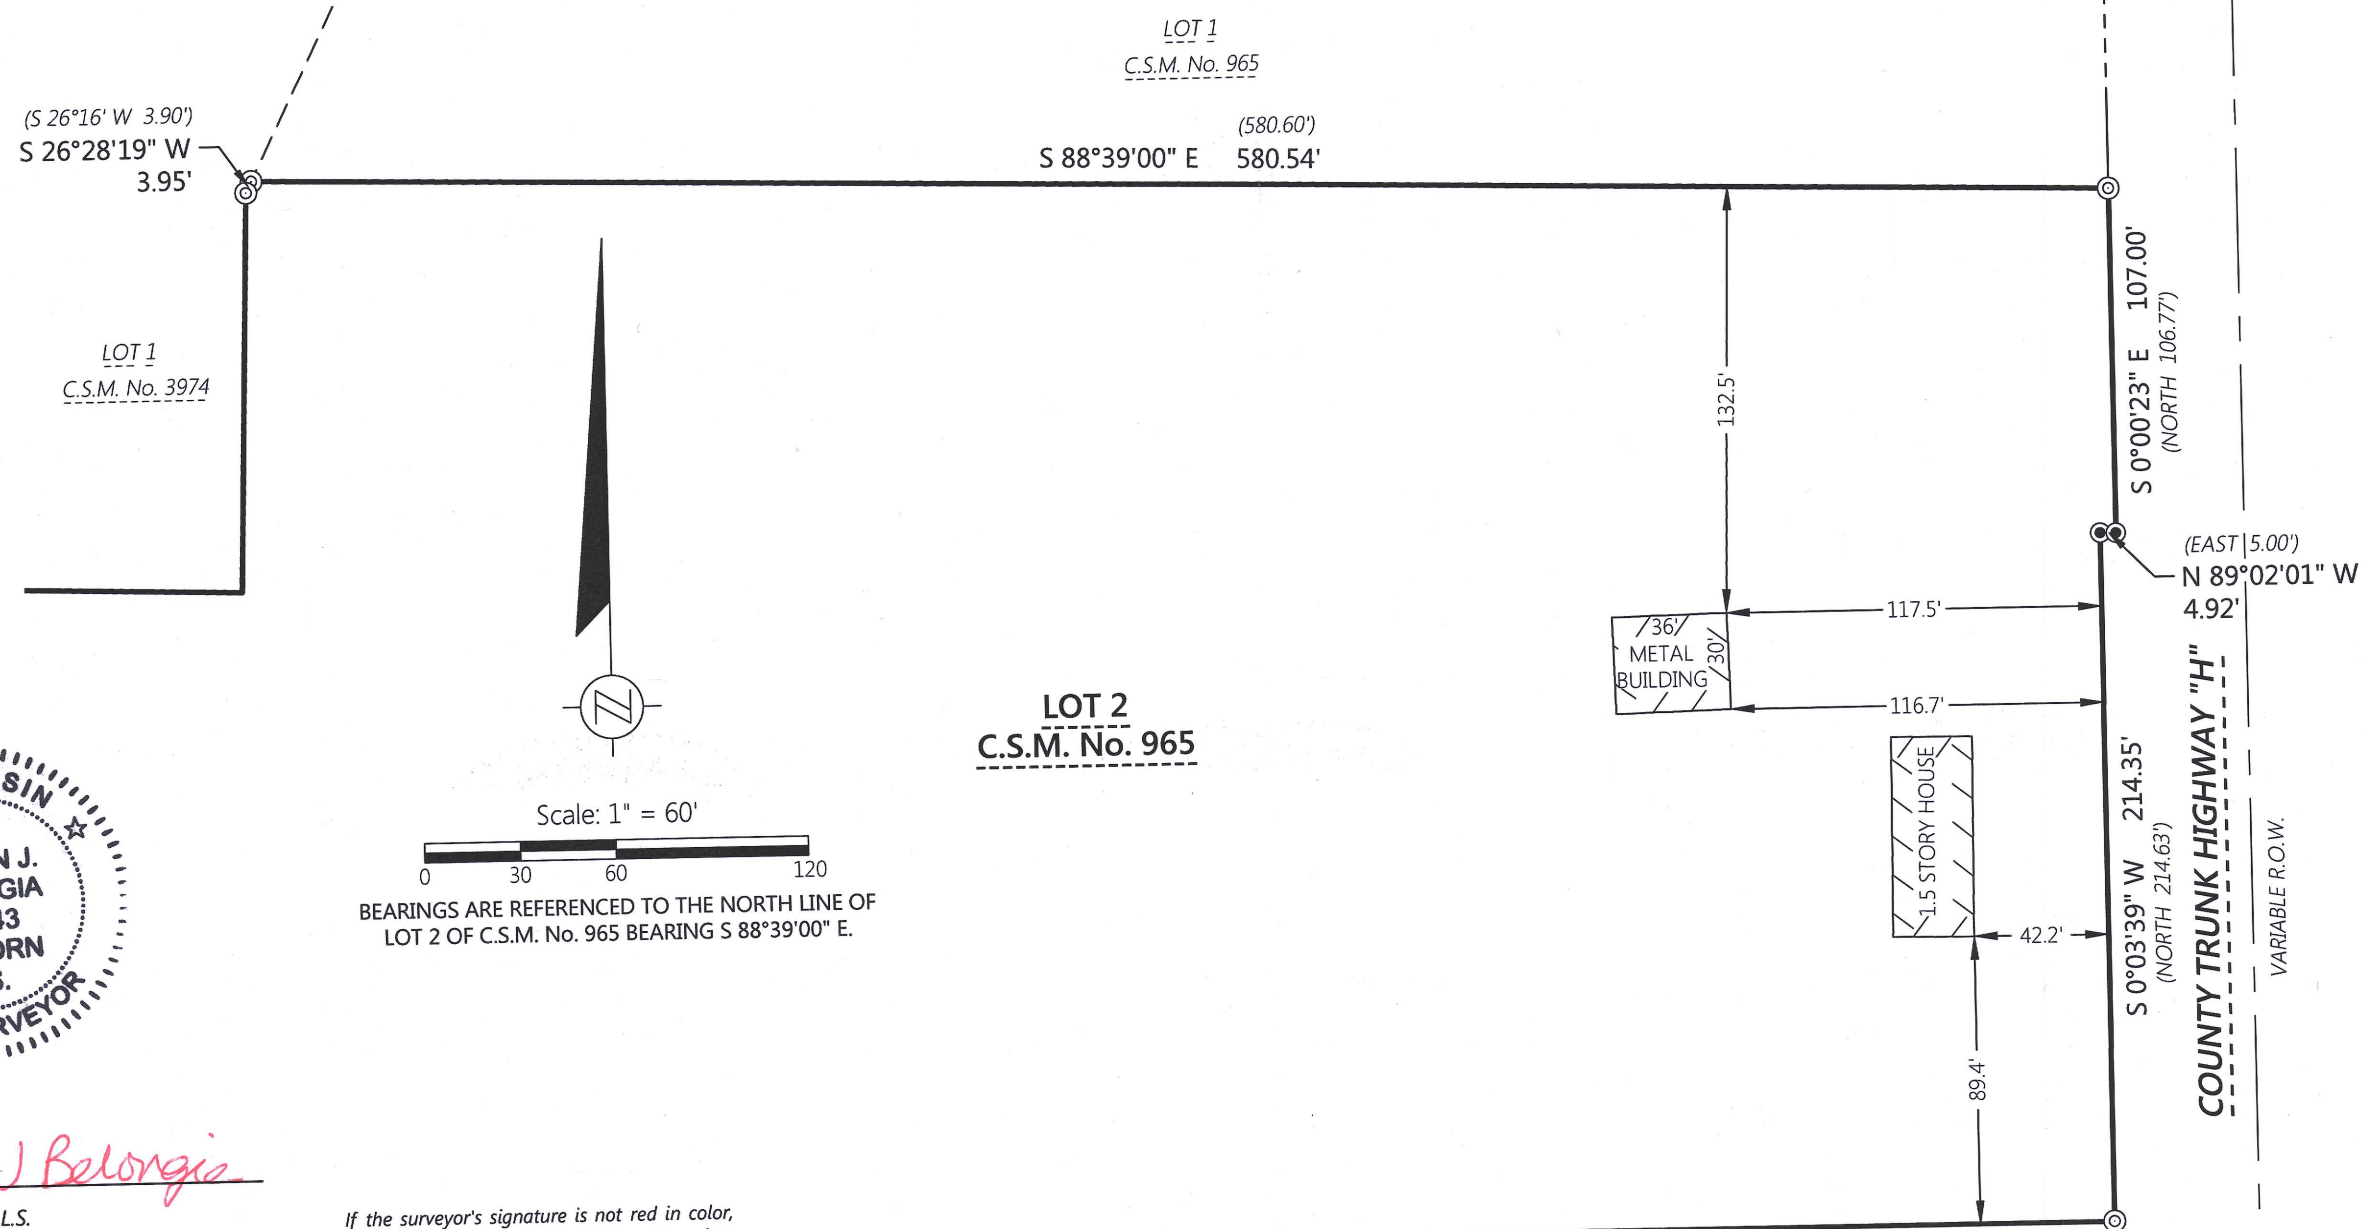 LOT 1
C.S.M. No. 965
(S 26°16' W 3.90')
S 26°28'19" W
3.95'
(580.60')
S 88°39'00" E 580.54'
LOT 1
C.S.M. No. 3974
132.5'
S 0°00'23" E 107.00'
(NORTH 106.77')
(EAST 5.00')
N 89°02'01" W
4.92'
117.5'
36'
30'
METAL
BUILDING
116.7'
LOT 2
C.S.M. No. 965
1.5 STORY HOUSE
42.2'
89.4'
S 0°03'39" W 214.35'
(NORTH 214.63')
COUNTY TRUNK HIGHWAY "H"
VARIABLE R.O.W.
N
Scale: 1" = 60'
0 30 60 120
BEARINGS ARE REFERENCED TO THE NORTH LINE OF
LOT 2 OF C.S.M. No. 965 BEARING S 88°39'00" E.
SIN
N J.
GIA
43
ORN
S.
RVEYOR
J Belongia
L.S.
If the surveyor's signature is not red in color,